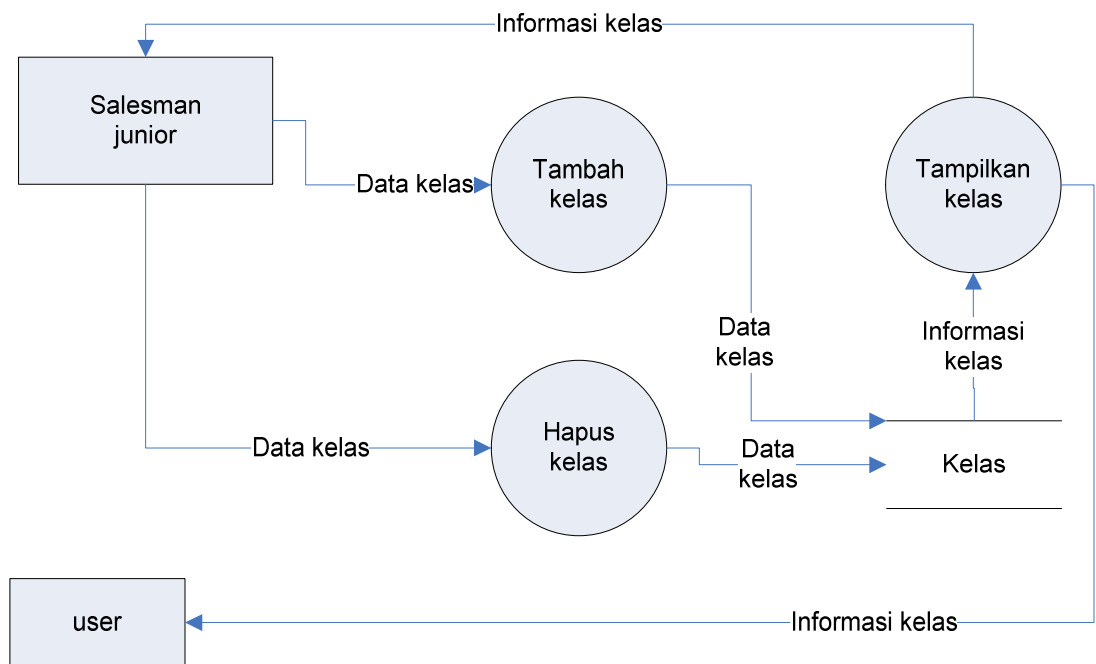 Informasi kelas
Salesman
junior
Tambah
kelas
Tampilkan
kelas
Data kelas
Data
kelas
Informasi
kelas
Data kelas
Hapus
kelas
Data
kelas
Kelas
user
Informasi kelas